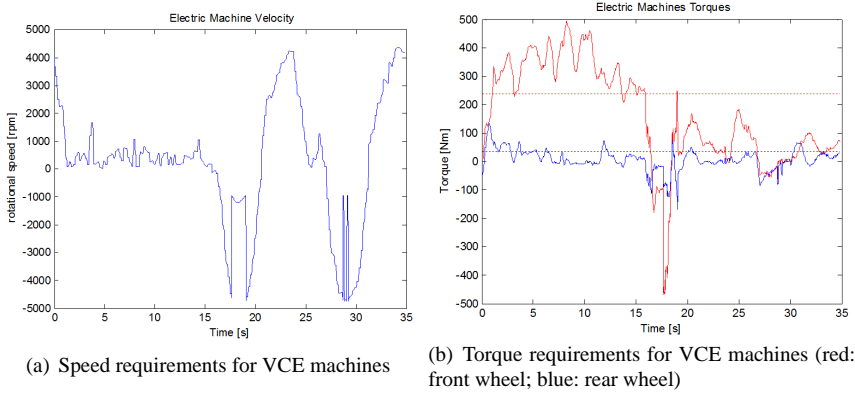 Electric Machine Velocity
5000
4000
3000
2000
1000
0
-1000
-2000
-3000
-4000
-5000
rotational speed [rpm]
0 5 10 15 20 25 30 35
Time [s]
(a) Speed requirements for VCE machines
Electric Machines Torques
500
400
300
200
100
0
-100
-200
-300
-400
-500
Torque [Nm]
0 5 10 15 20 25 30 35
Time [s]
(b) Torque requirements for VCE machines (red:
front wheel; blue: rear wheel)